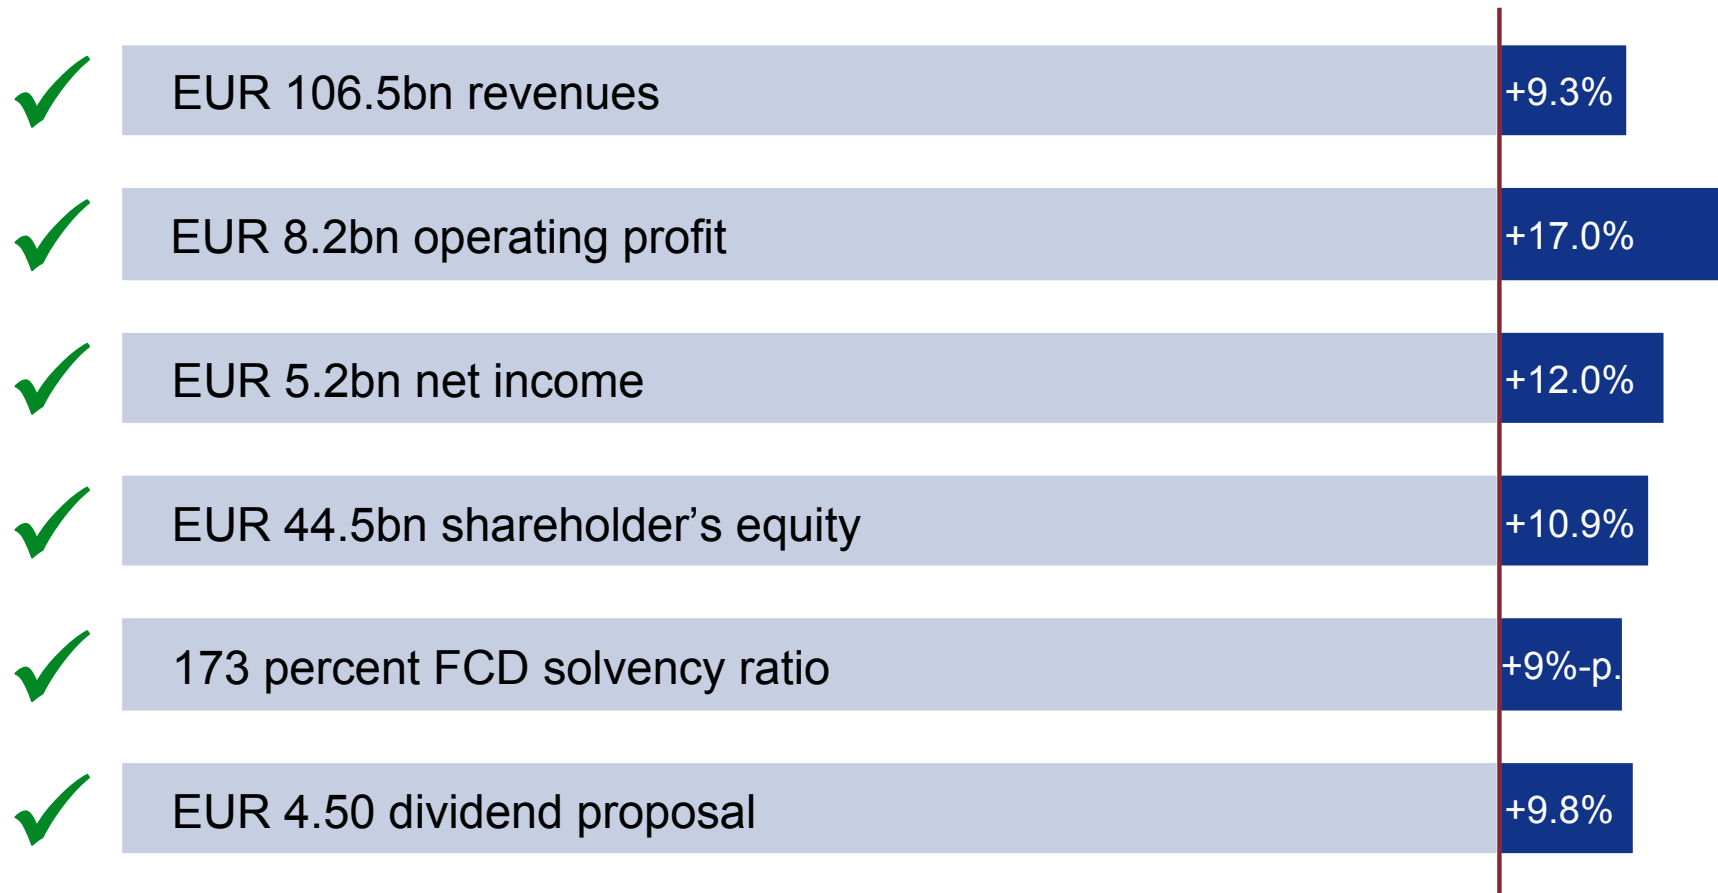 EUR 106.5bn revenues +9.3%
EUR 8.2bn operating profit +17.0%
EUR 5.2bn net income +12.0%
EUR 44.5bn shareholder’s equity +10.9%
173 percent FCD solvency ratio +9%-p.
EUR 4.50 dividend proposal +9.8%